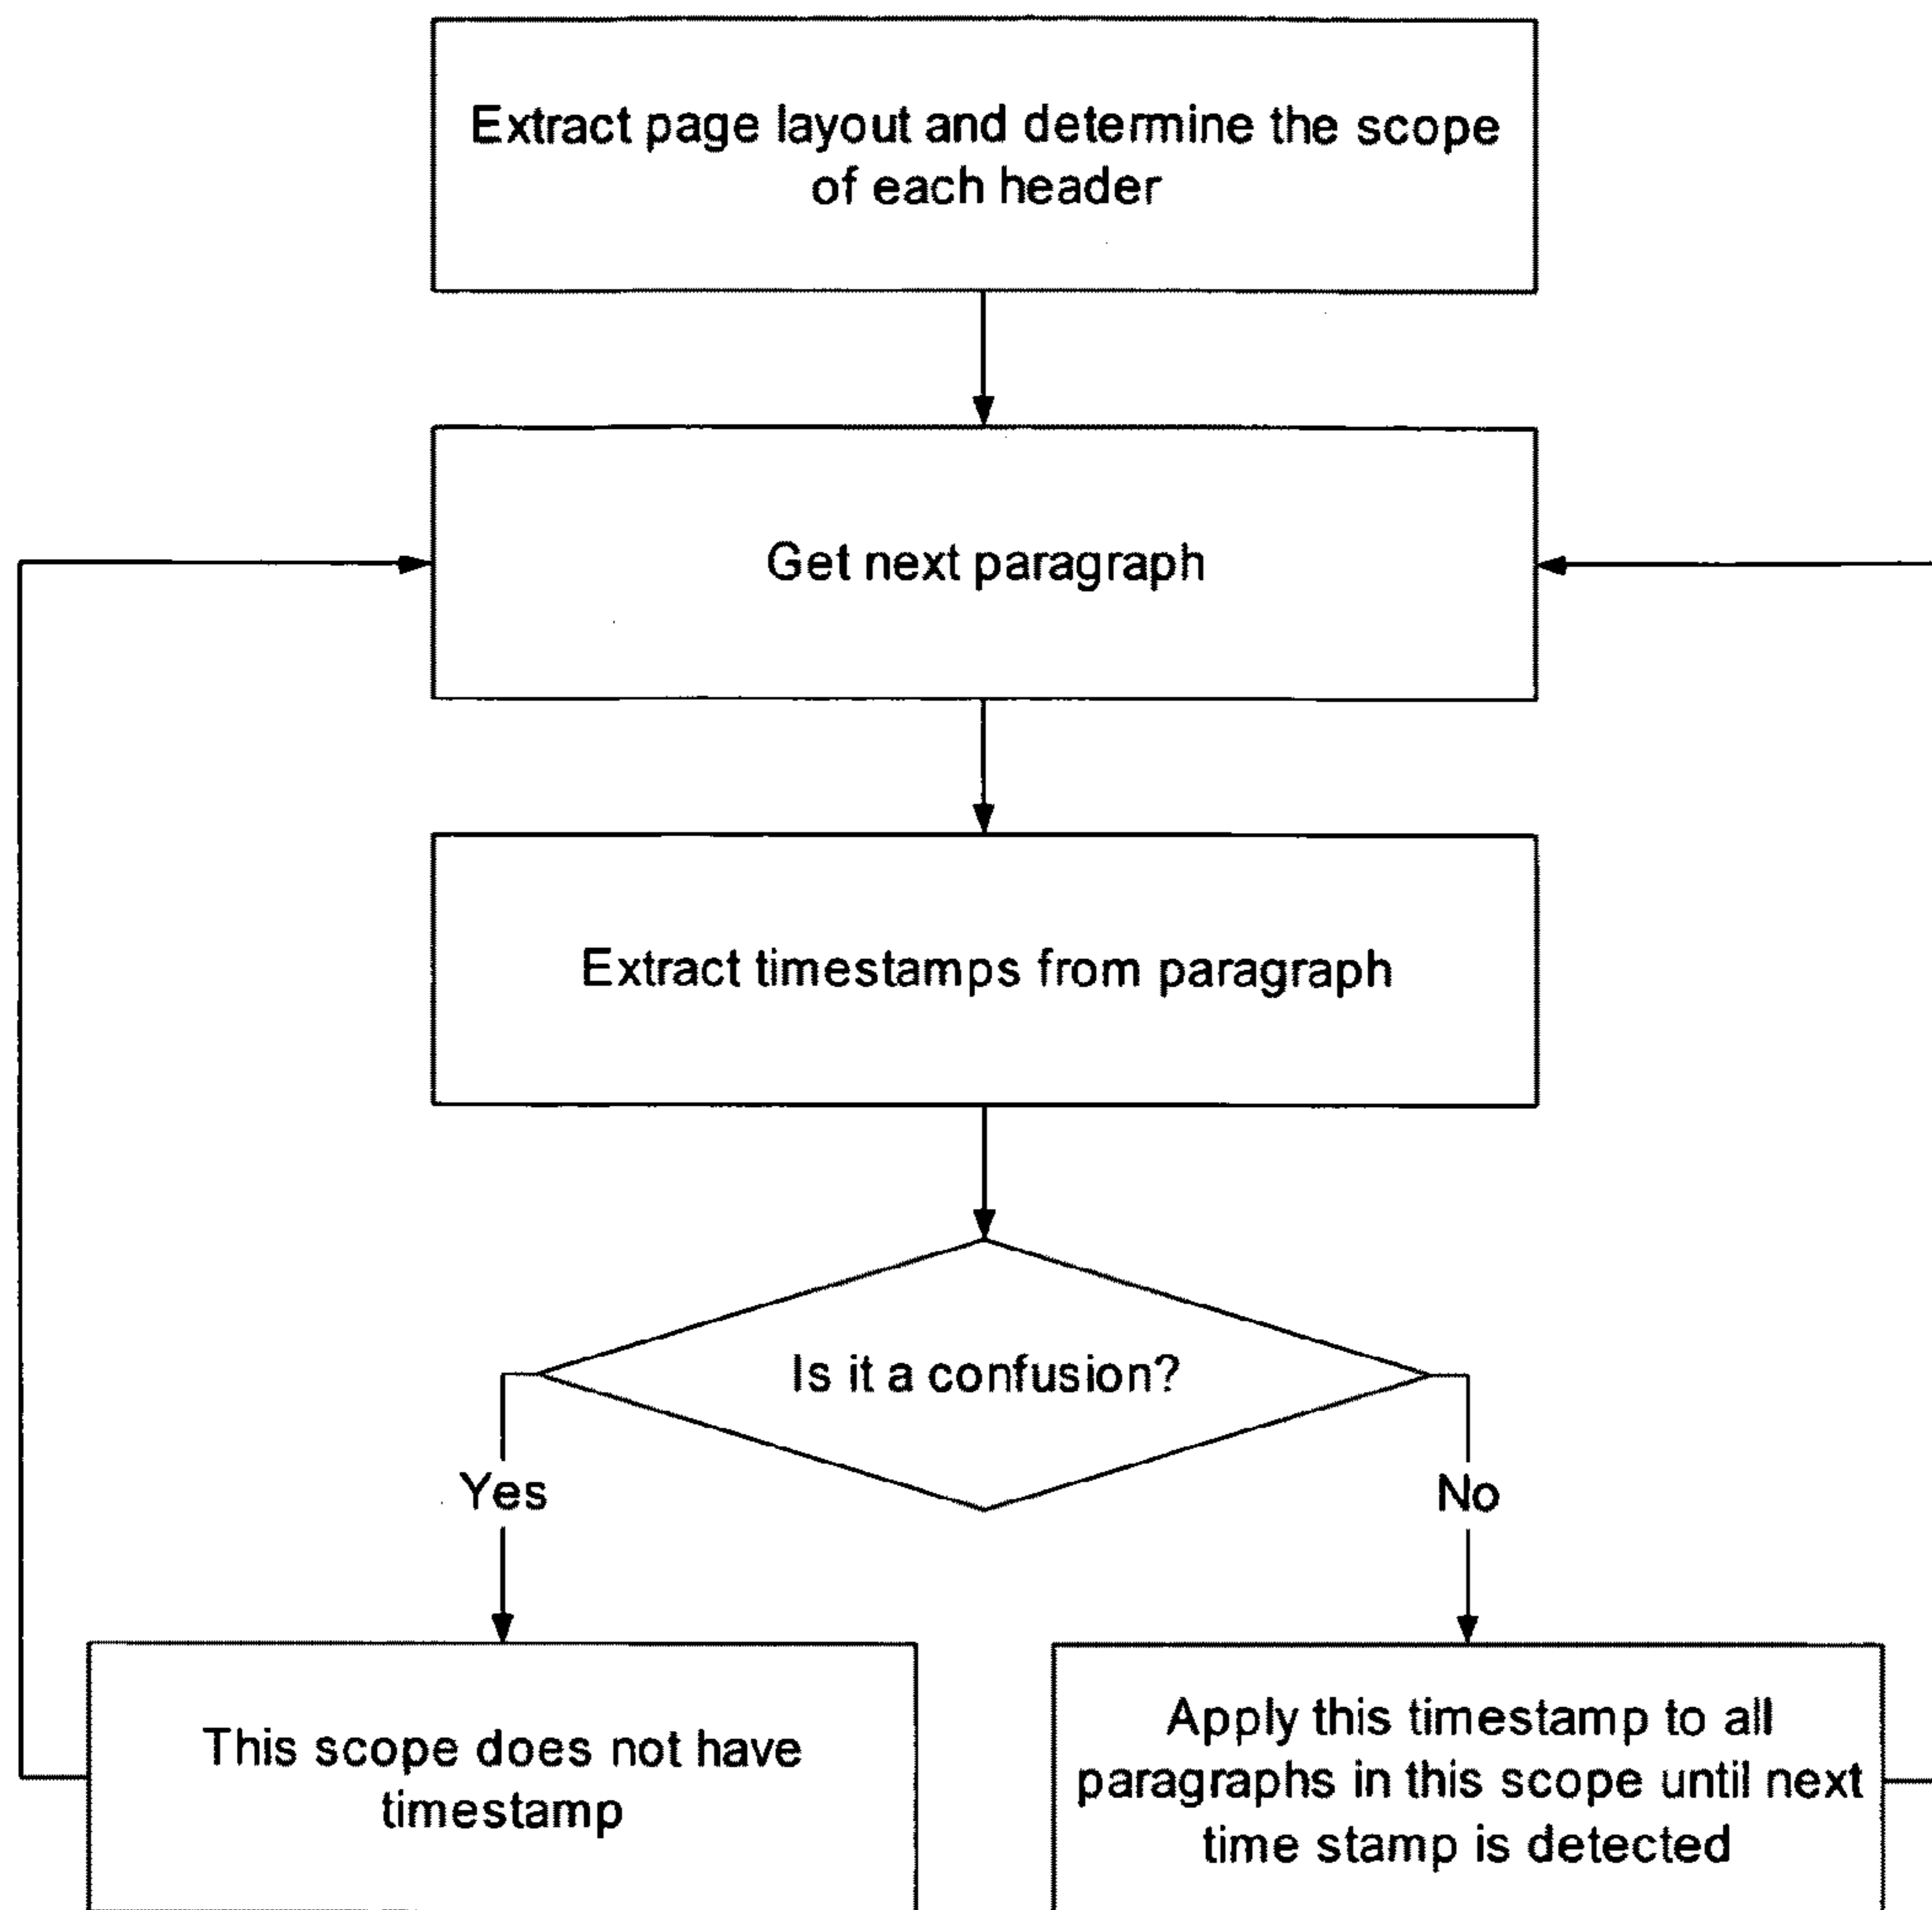 Extract page layout and determine the scope
of each header
Get next paragraph
Extract timestamps from paragraph
Is it a confusion?
Yes
No
This scope does not have
timestamp
Apply this timestamp to all
paragraphs in this scope until next
time stamp is detected